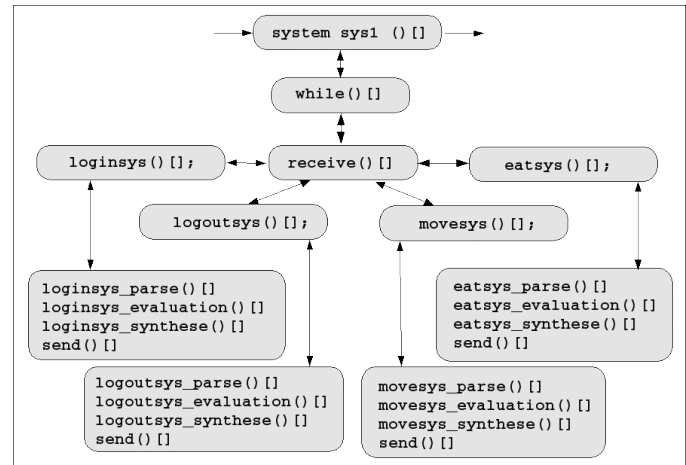 system sys1 ()[]
while()[]
loginsys()[];
receive()[]
eatsys()[];
logoutsys()[];
movesys()[];
loginsys_parse()[]
loginsys_evaluation()[]
loginsys_synthese()[]
send()[]
eatsys_parse()[]
eatsys_evaluation()[]
eatsys_synthese()[]
send()[]
logoutsys_parse()[]
logoutsys_evaluation()[]
logoutsys_synthese()[]
send()[]
movesys_parse()[]
movesys_evaluation()[]
movesys_synthese()[]
send()[]